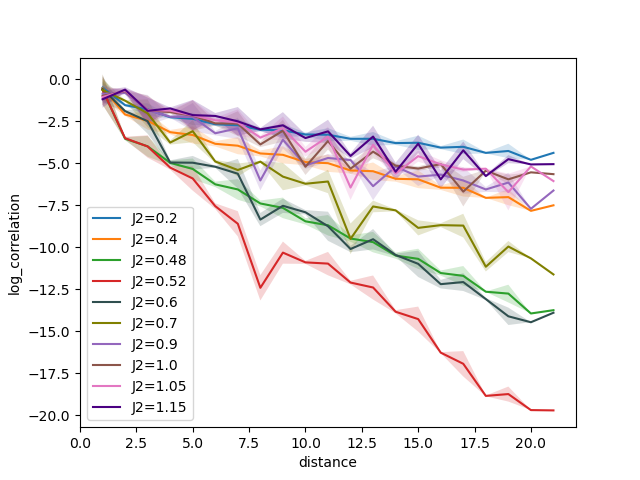 0.0
−2.5
−5.0
−7.5
−10.0
−12.5
−15.0
−17.5
−20.0
log_correlation
J2=0.2
J2=0.4
J2=0.48
J2=0.52
J2=0.6
J2=0.7
J2=0.9
J2=1.0
J2=1.05
J2=1.15
0.0 2.5 5.0 7.5 10.0 12.5 15.0 17.5 20.0
distance